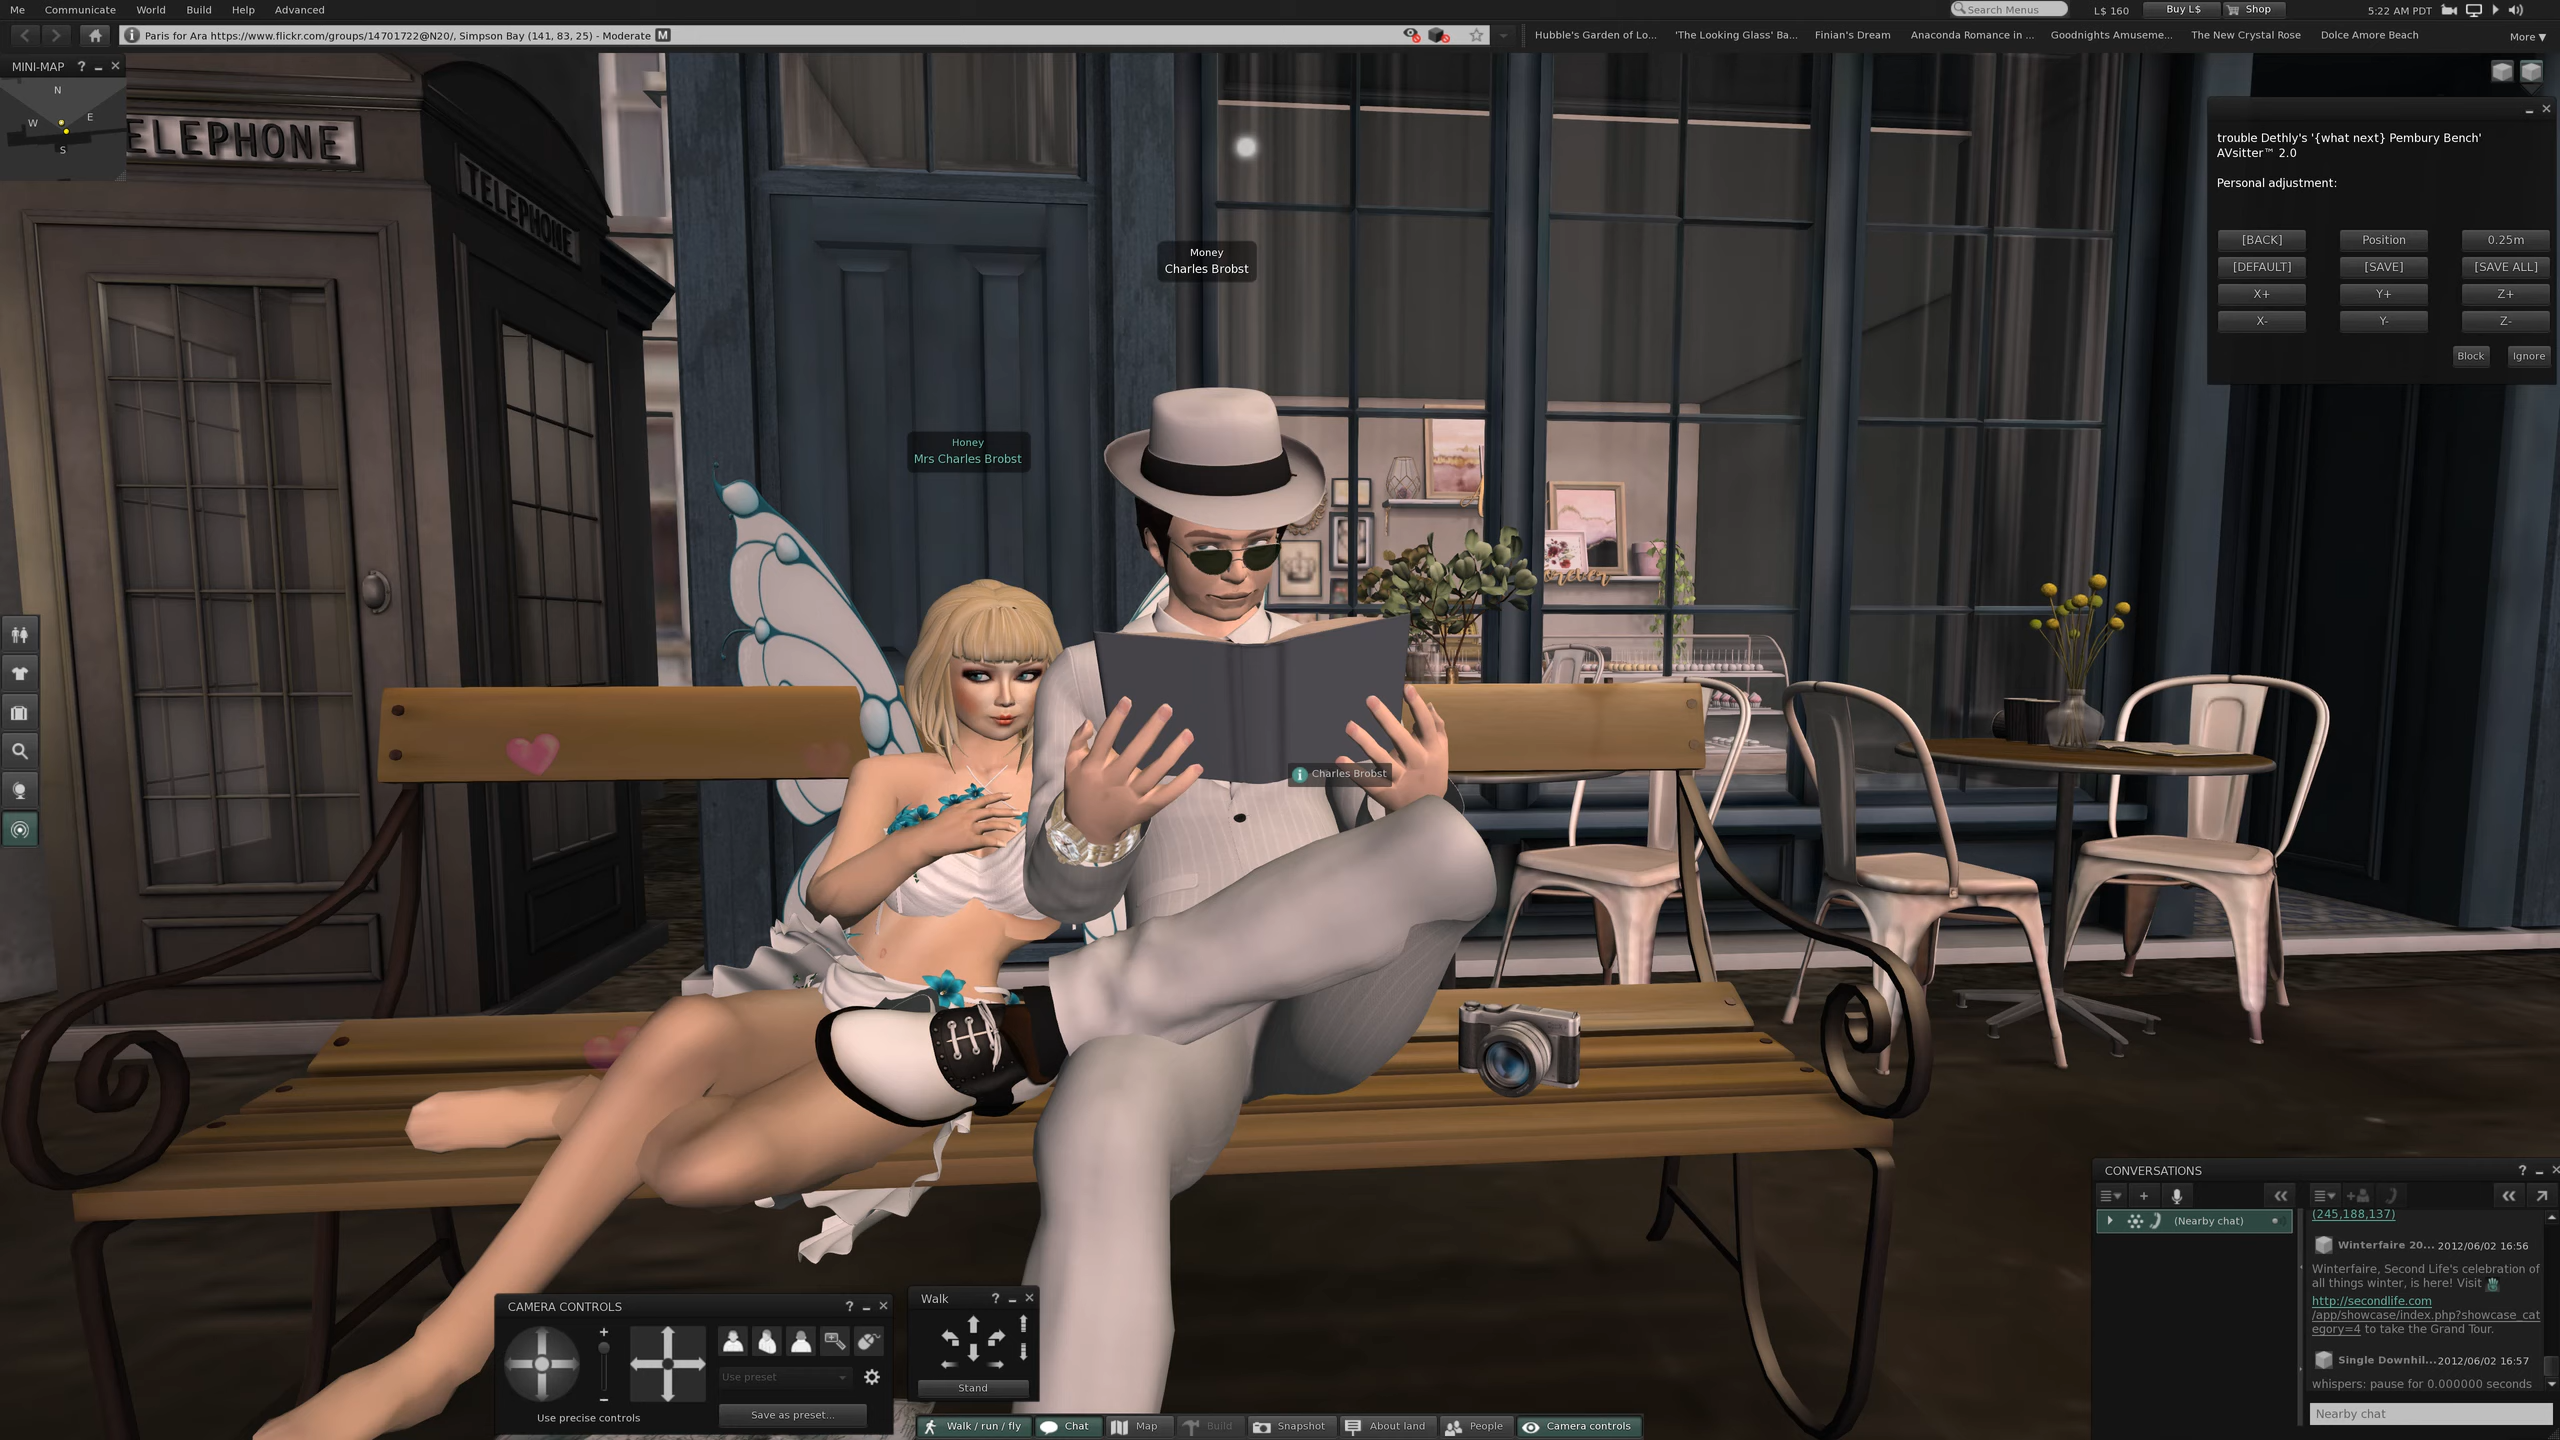 Me Communicate World Build Help Advanced
Search Menus L$ 160 Buy L$ Shop 5:22 AM PDT
Paris for Ara https://www.flickr.com/groups/14701722@N20/, Simpson Bay (141, 83, 25) - Moderate M
Hubble's Garden of Lo... 'The Looking Glass' Ba... Finian's Dream Anaconda Romance in ... Goodnights Amuseme... The New Crystal Rose Dolce Amore Beach More
MINI-MAP ?
N
W E
S
ELEPHONE
TELEPHONE
trouble Dethly's '{what next} Pembury Bench'
AVsitter™ 2.0
Personal adjustment:
[BACK] Position 0.25m
[DEFAULT] [SAVE] [SAVE ALL]
X+ Y+ Z+
X- Y- Z-
Block Ignore
Money
Charles Brobst
Honey
Mrs Charles Brobst
Charles Brobst
CONVERSATIONS ?
(Nearby chat)
(245,188,137)
Winterfaire 20... 2012/06/02 16:56
Winterfaire, Second Life's celebration of
all things winter, is here! Visit
http://secondlife.com
/app/showcase/index.php?showcase_cat
egory=4 to take the Grand Tour.
Single Downhil... 2012/06/02 16:57
whispers: pause for 0.000000 seconds
Nearby chat
CAMERA CONTROLS ?
Use preset
Use precise controls
Save as preset...
Walk ?
Stand
Walk / run / fly Chat Map Build Snapshot About land People Camera controls